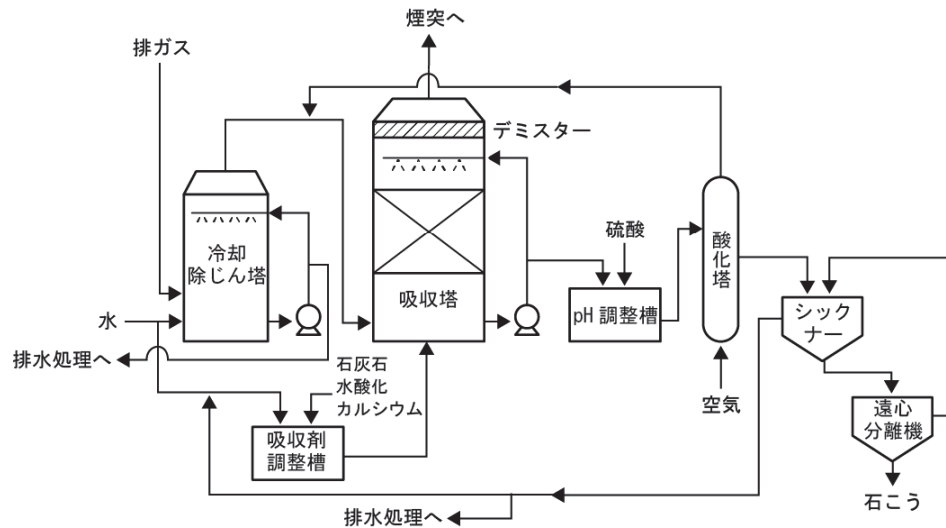 煙突へ
排ガス
デミスター
冷却
除じん塔
吸収塔
硫酸
pH 調整槽
酸化塔
シック
ナー
水
排水処理へ
石灰石
水酸化
カルシウム
空気
遠心
分離機
吸収剤
調整槽
石こう
排水処理へ